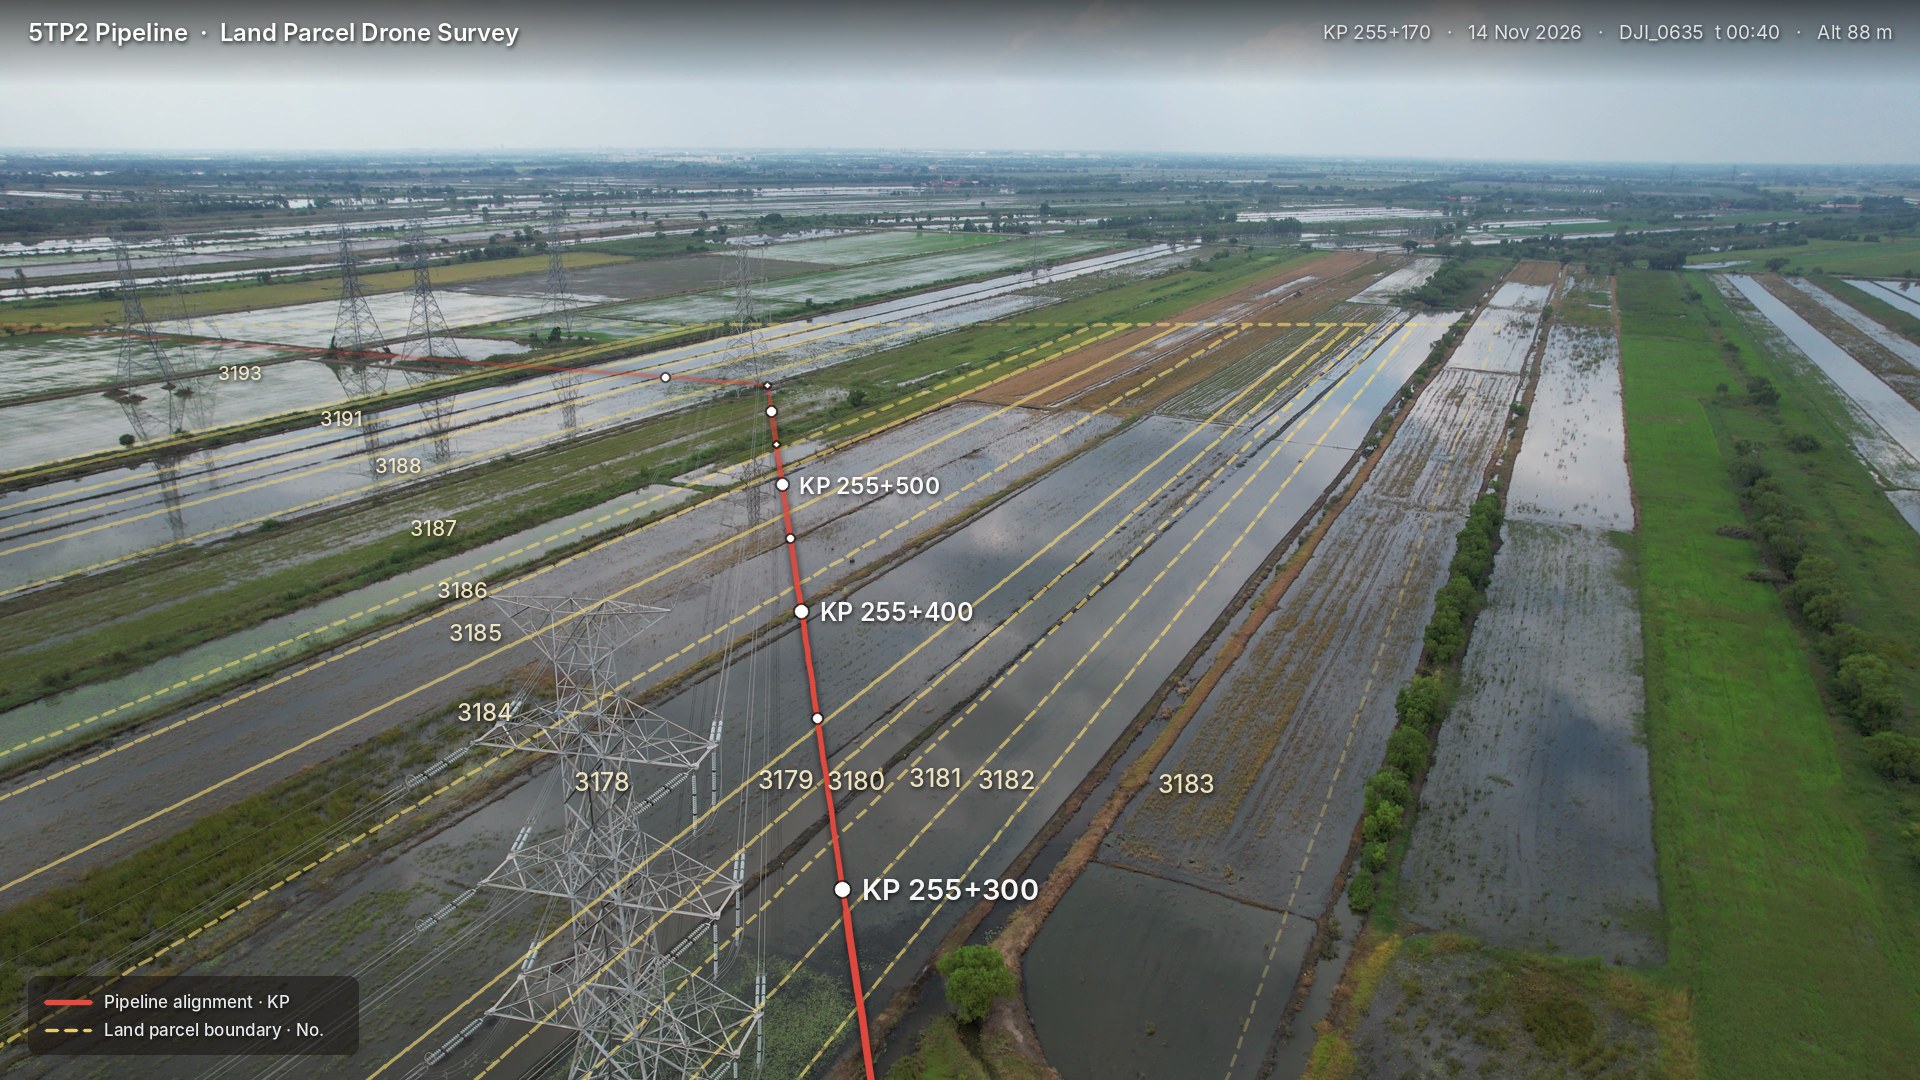 5TP2 Pipeline · Land Parcel Drone Survey
KP 255+170 · 14 Nov 2026 · DJI_0635 t 00:40 · Alt 88 m
3193
3191
3188
KP 255+500
3187
3186
KP 255+400
3185
3184
3178
3179
3180
3181
3182
3183
KP 255+300
Pipeline alignment · KP
Land parcel boundary · No.